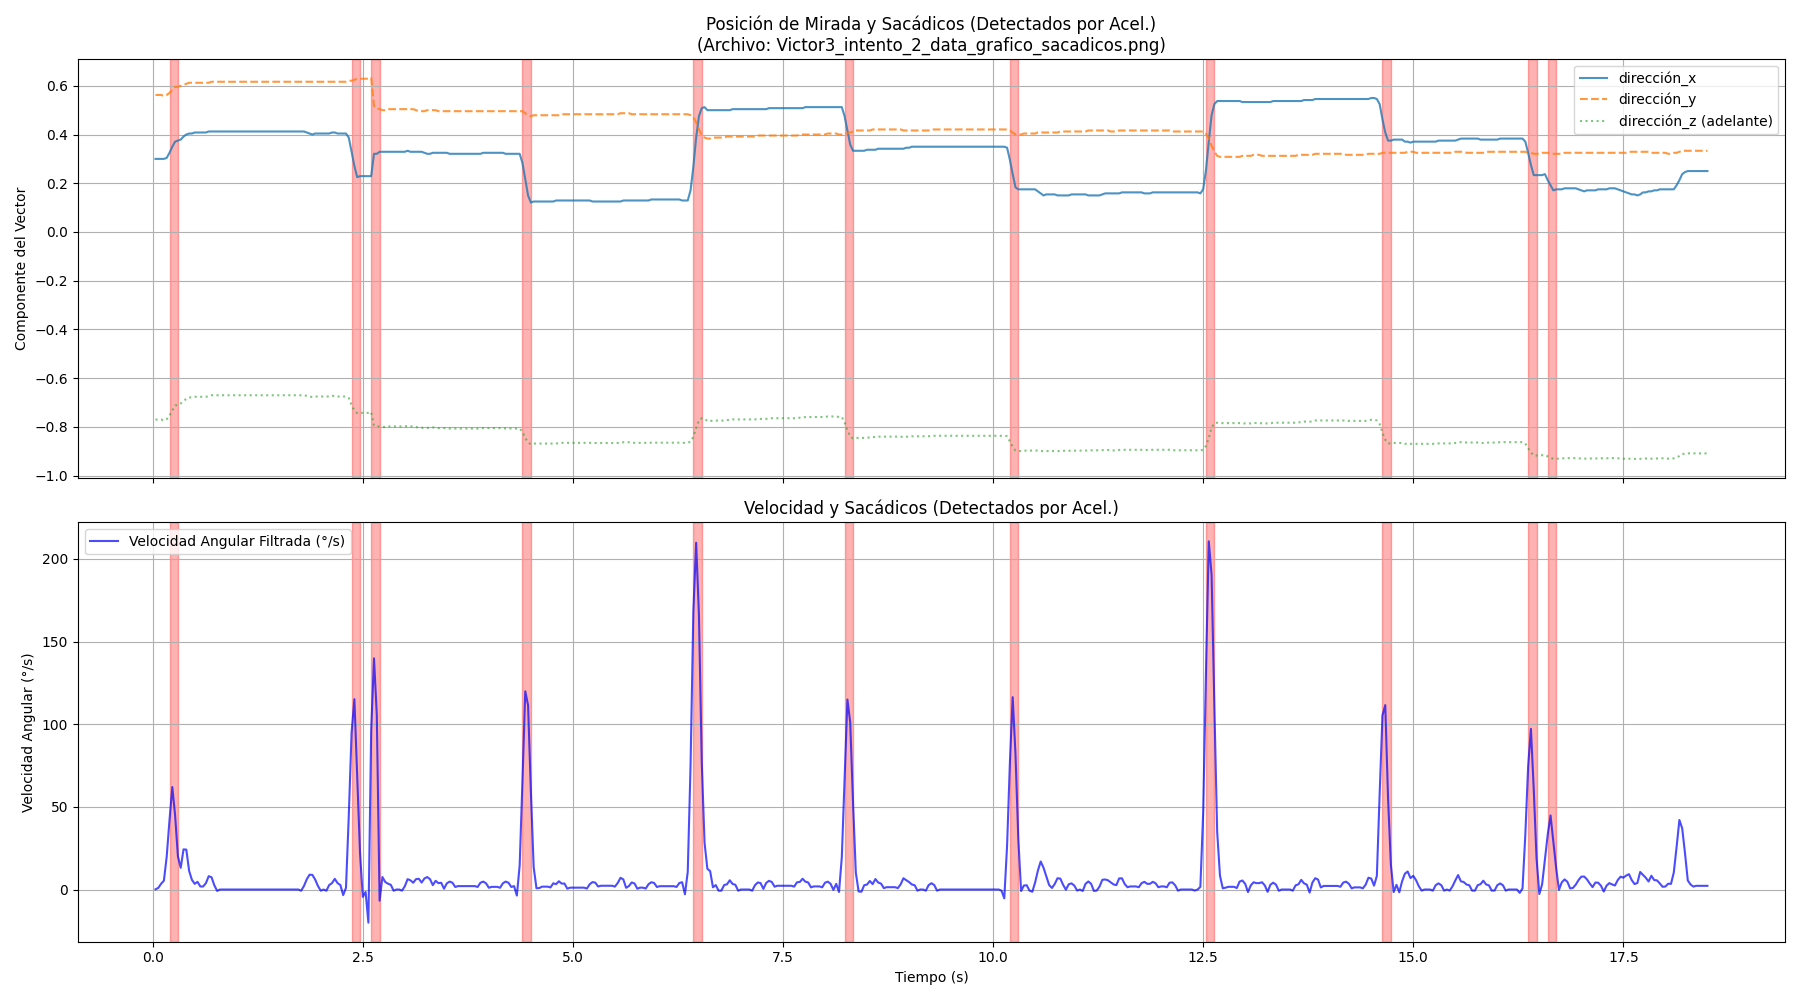 Posición de Mirada y Sacádicos (Detectados por Acel.)
(Archivo: Victor3_intento_2_data_grafico_sacadicos.png)
Componente del Vector
0.6
0.4
0.2
0.0
−0.2
−0.4
−0.6
−0.8
−1.0
dirección_x
dirección_y
dirección_z (adelante)
Velocidad y Sacádicos (Detectados por Acel.)
Velocidad Angular (°/s)
200
150
100
50
0
Velocidad Angular Filtrada (°/s)
0.0 2.5 5.0 7.5 10.0 12.5 15.0 17.5
Tiempo (s)